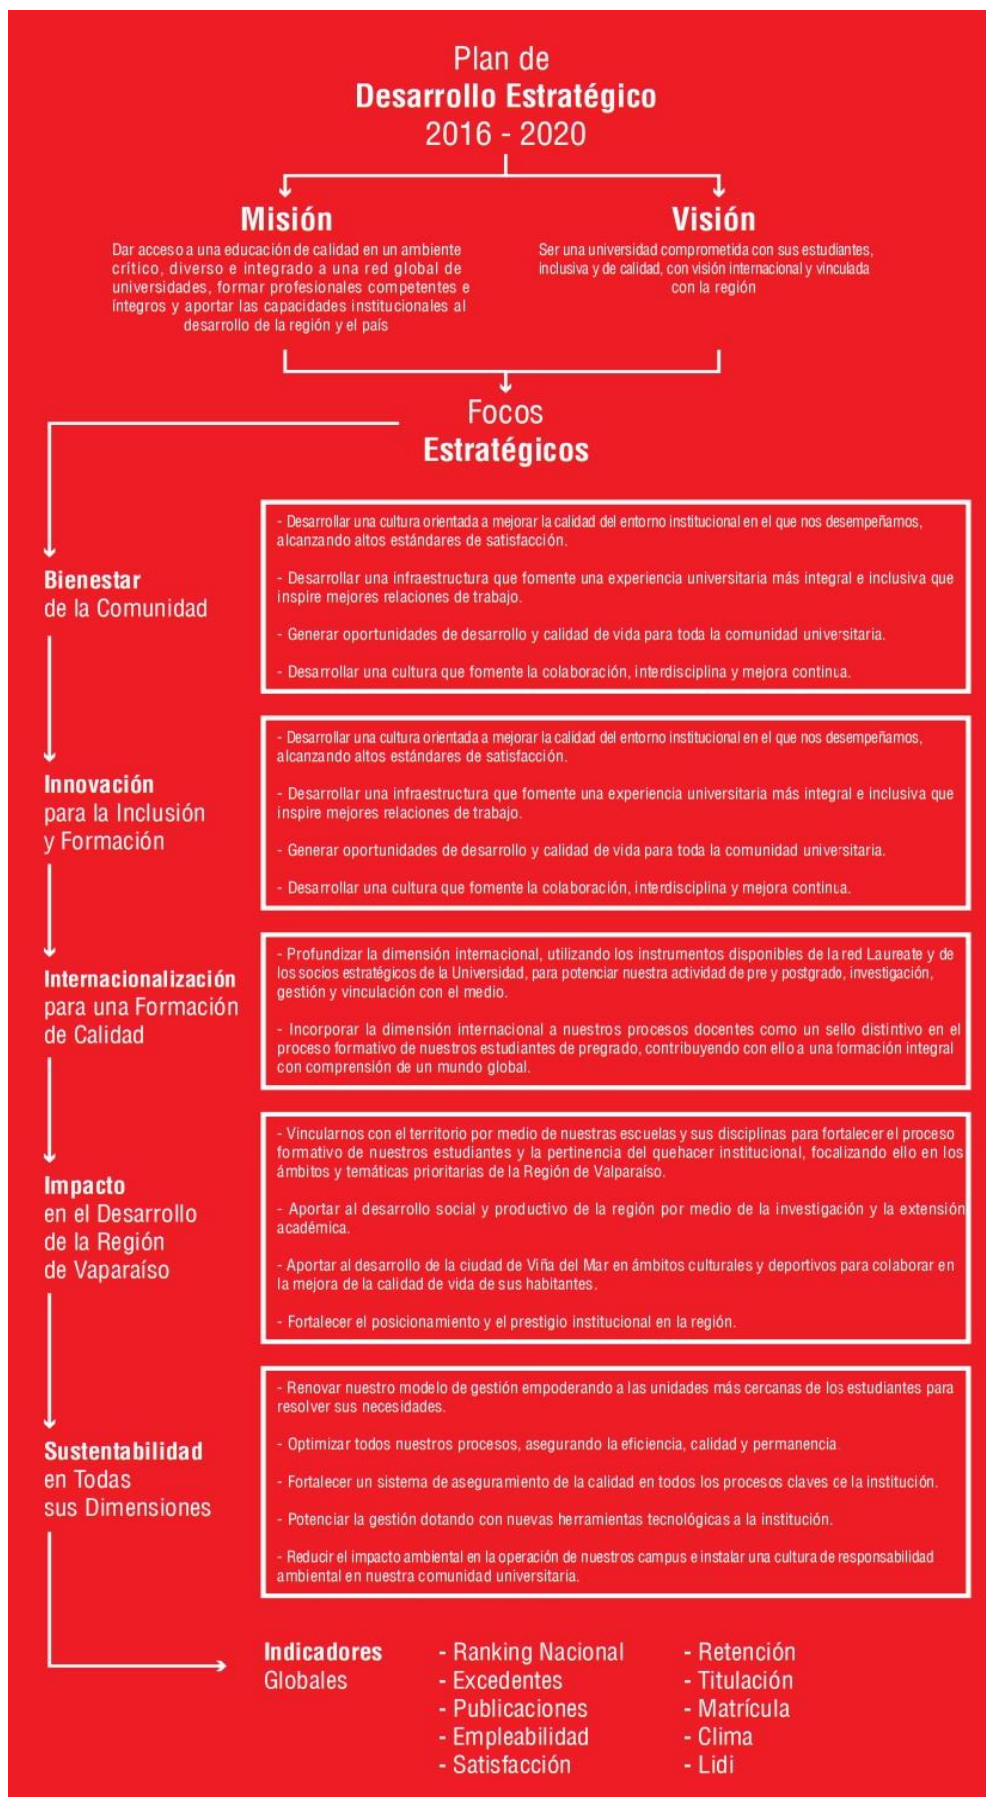 Plan de
Desarrollo Estratégico
2016 - 2020
Misión
Dar acceso a una educación de calidad en un ambiente
crítico, diverso e integrado a una red global de
universidades, formar profesionales competentes e
íntegros y aportar las capacidades institucionales al
desarrollo de la región y el país
Visión
Ser una universidad comprometida con sus estudiantes,
inclusiva y de calidad, con visión internacional y vinculada
con la región
Focos
Estratégicos
Bienestar
de la Comunidad
- Desarrollar una cultura orientada a mejorar la calidad del entorno institucional en el que nos desempeñamos,
alcanzando altos estándares de satisfacción.
- Desarrollar una infraestructura que fomente una experiencia universitaria más integral e inclusiva que
inspire mejores relaciones de trabajo.
- Generar oportunidades de desarrollo y calidad de vida para toda la comunidad universitaria.
- Desarrollar una cultura que fomente la colaboración, interdisciplina y mejora continua.
Innovación
para la Inclusión
y Formación
- Desarrollar una cultura orientada a mejorar la calidad del entorno institucional en el que nos desempeñamos,
alcanzando altos estándares de satisfacción.
- Desarrollar una infraestructura que fomente una experiencia universitaria más integral e inclusiva que
inspire mejores relaciones de trabajo.
- Generar oportunidades de desarrollo y calidad de vida para toda la comunidad universitaria.
- Desarrollar una cultura que fomente la colaboración, interdisciplina y mejora continua.
Internacionalización
para una Formación
de Calidad
- Profundizar la dimensión internacional, utilizando los instrumentos disponibles de la red Laureate y de
los socios estratégicos de la Universidad, para potenciar nuestra actividad de pre y postgrado, investigación,
gestión y vinculación con el medio.
- Incorporar la dimensión internacional a nuestros procesos docentes como un sello distintivo en el
proceso formativo de nuestros estudiantes de pregrado, contribuyendo con ello a una formación integral
con comprensión de un mundo global.
Impacto
en el Desarrollo
de la Región
de Vaparaíso
- Vincularnos con el territorio por medio de nuestras escuelas y sus disciplinas para fortalecer el proceso
formativo de nuestros estudiantes y la pertinencia del quehacer institucional, focalizando ello en los
ámbitos y temáticas prioritarias de la Región de Valparaíso.
- Aportar al desarrollo social y productivo de la región por medio de la investigación y la extensión
académica.
- Aportar al desarrollo de la ciudad de Viña del Mar en ámbitos culturales y deportivos para colaborar en
la mejora de la calidad de vida de sus habitantes.
- Fortalecer el posicionamiento y el prestigio institucional en la región.
Sustentabilidad
en Todas
sus Dimensiones
- Renovar nuestro modelo de gestión empoderando a las unidades más cercanas de los estudiantes para
resolver sus necesidades.
- Optimizar todos nuestros procesos, asegurando la eficiencia, calidad y permanencia
- Fortalecer un sistema de aseguramiento de la calidad en todos los procesos claves de la institución.
- Potenciar la gestión dotando con nuevas herramientas tecnológicas a la institución.
- Reducir el impacto ambiental en la operación de nuestros campus e instalar una cultura de responsabilidad
ambiental en nuestra comunidad universitaria.
Indicadores
Globales
- Ranking Nacional
- Excedentes
- Publicaciones
- Empleabilidad
- Satisfacción
- Retención
- Titulación
- Matrícula
- Clima
- Lidi